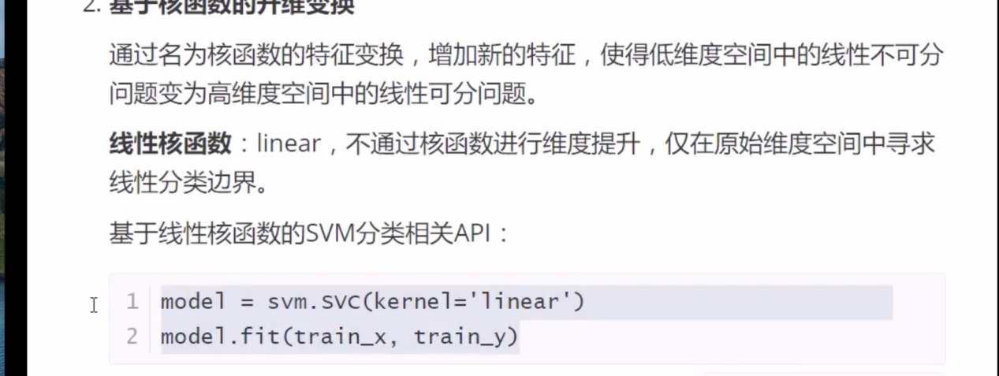 2. 基于核函数的升维变换
通过名为核函数的特征变换，增加新的特征，使得低维度空间中的线性不可分
问题变为高维度空间中的线性可分问题。
线性核函数：linear，不通过核函数进行维度提升，仅在原始维度空间中寻求
线性分类边界。
基于线性核函数的SVM分类相关API：
1 model = svm.SVC(kernel='linear')
2 model.fit(train_x, train_y)